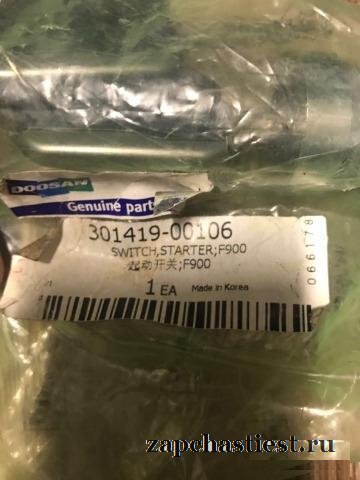 DOOSAN
Genuine part
301419-00106
SWITCH,STARTER;F900
起动开关;F900
1 EA Made in Korea
066178
zapchastiest.ru